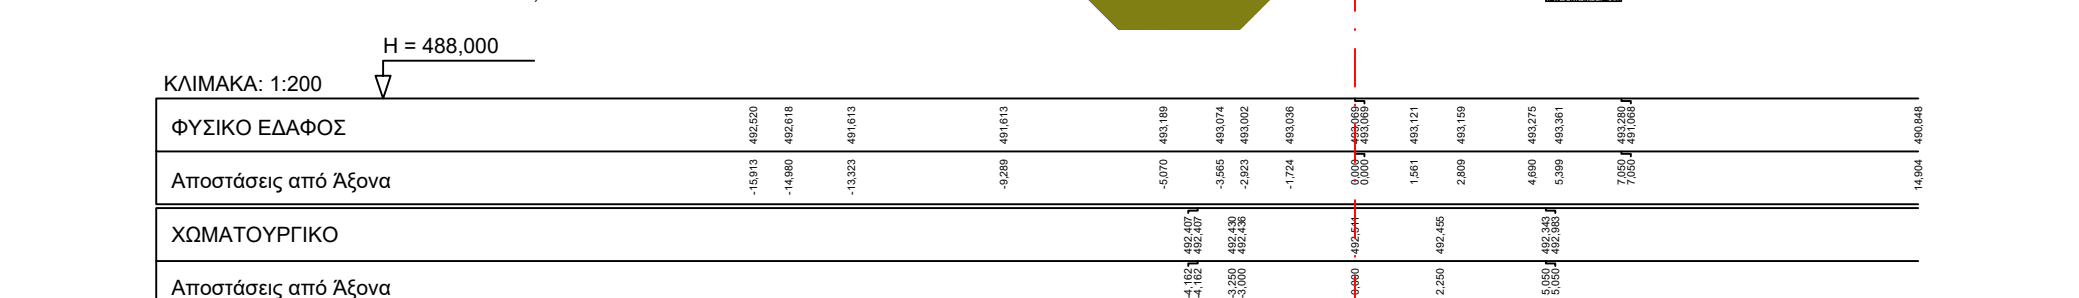 H = 488,000
ΚΛΙΜΑΚΑ: 1:200
ΦΥΣΙΚΟ ΕΔΑΦΟΣ 492,520 492,618 491,613 491,613 493,189 493,074 493,002 493,036 493,069 493,069 493,121 493,159 493,275 493,361 493,280 491,068 490,848
Αποστάσεις από Άξονα -15,913 -14,980 -13,323 -9,289 -5,070 -3,565 -2,923 -1,724 0,000 0,000 1,561 2,809 4,690 5,399 7,050 7,050 14,904
ΧΩΜΑΤΟΥΡΓΙΚΟ 492,407 492,407 492,430 492,436 492,511 492,455 492,343 492,983
Αποστάσεις από Άξονα -4,162 -4,162 -3,250 -3,000 0,000 2,250 5,050 5,050